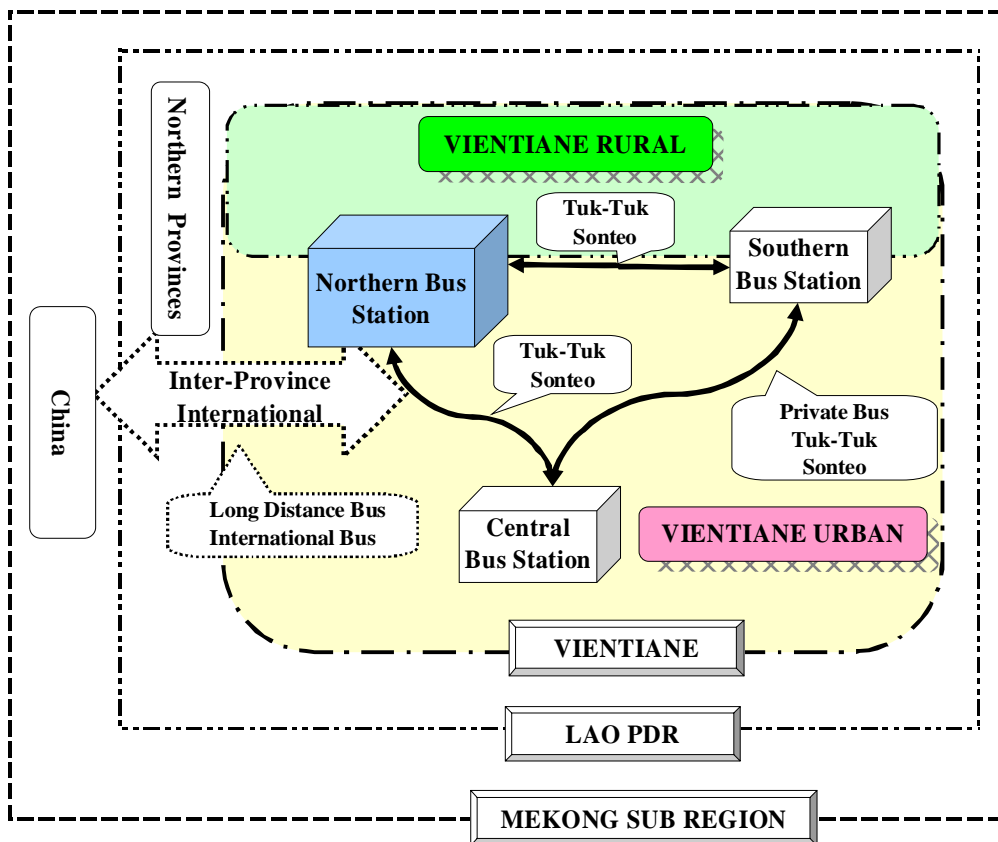 Northern Provinces
VIENTIANE RURAL
Tuk-Tuk
Sonteo
Northern Bus
Station
Southern
Bus Station
China
Inter-Province
International
Tuk-Tuk
Sonteo
Private Bus
Tuk-Tuk
Sonteo
Long Distance Bus
International Bus
Central
Bus Station
VIENTIANE URBAN
VIENTIANE
LAO PDR
MEKONG SUB REGION